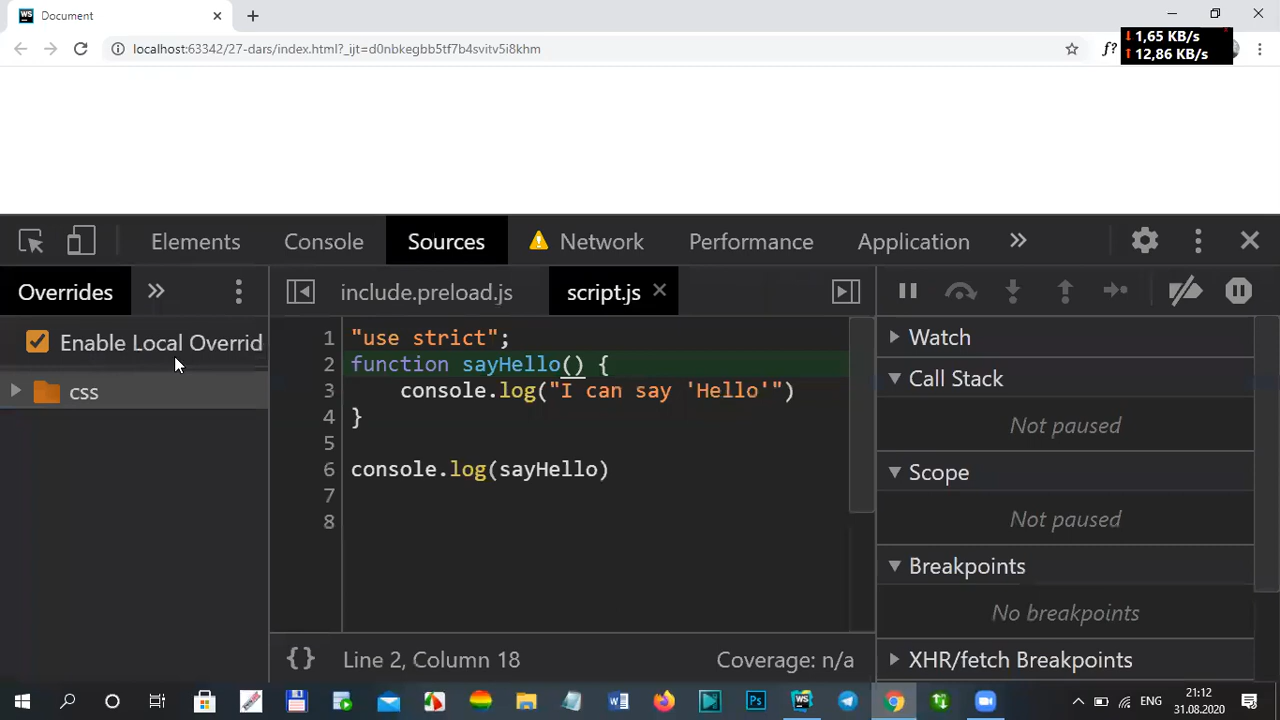 Document
localhost:63342/27-dars/index.html?_ijt=d0nbkegbb5tf7b4svitv5i8khm
f?
1,65 KB/s
12,86 KB/s
Elements Console Sources Network Performance Application »
Overrides »
include.preload.js script.js
Enable Local Overrid
css
1 "use strict";
2 function sayHello() {
3 console.log("I can say 'Hello'")
4 }
5
6 console.log(sayHello)
7
8
{} Line 2, Column 18 Coverage: n/a
Watch
Call Stack
Not paused
Scope
Not paused
Breakpoints
No breakpoints
XHR/fetch Breakpoints
ENG
21:12
31.08.2020